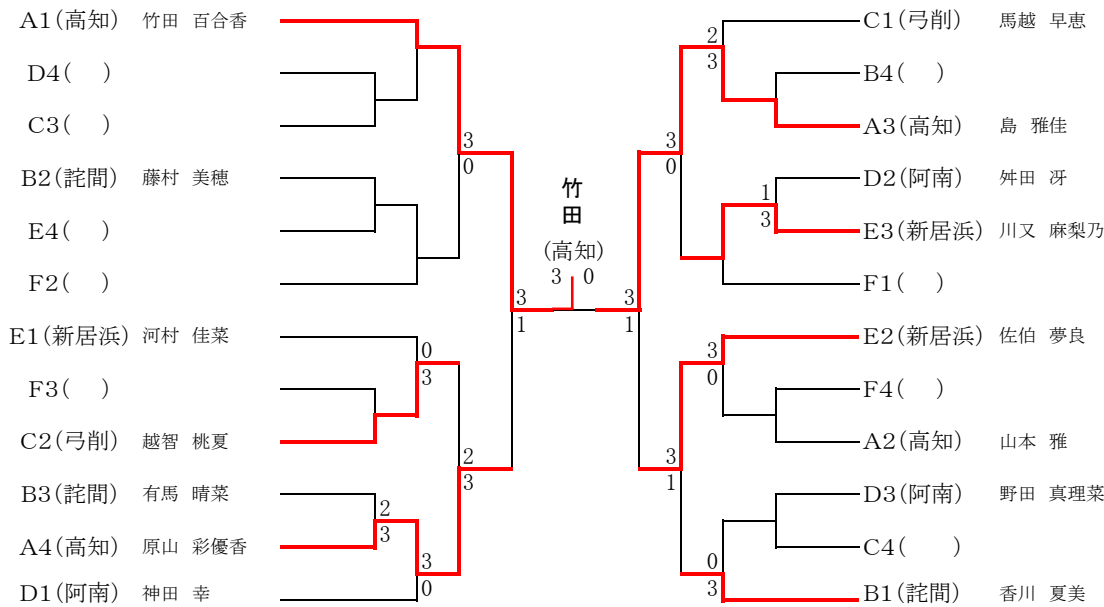 A1(高知) 竹田 百合香
D4( )
C3( )
3
0
B2(詫間) 藤村 美穂
E4( )
F2( )
3
1
E1(新居浜) 河村 佳菜
0
3
F3( )
C2(弓削) 越智 桃夏
2
3
B3(詫間) 有馬 晴菜
2
3
A4(高知) 原山 彩優香
3
0
D1(阿南) 神田 幸
竹田
(高知)
3 0
C1(弓削) 馬越 早恵
2
3
B4( )
A3(高知) 島 雅佳
3
0
D2(阿南) 舛田 冴
1
3
E3(新居浜) 川又 麻梨乃
F1( )
3
1
E2(新居浜) 佐伯 夢良
3
0
F4( )
A2(高知) 山本 雅
3
1
D3(阿南) 野田 真理菜
C4( )
0
3
B1(詫間) 香川 夏美